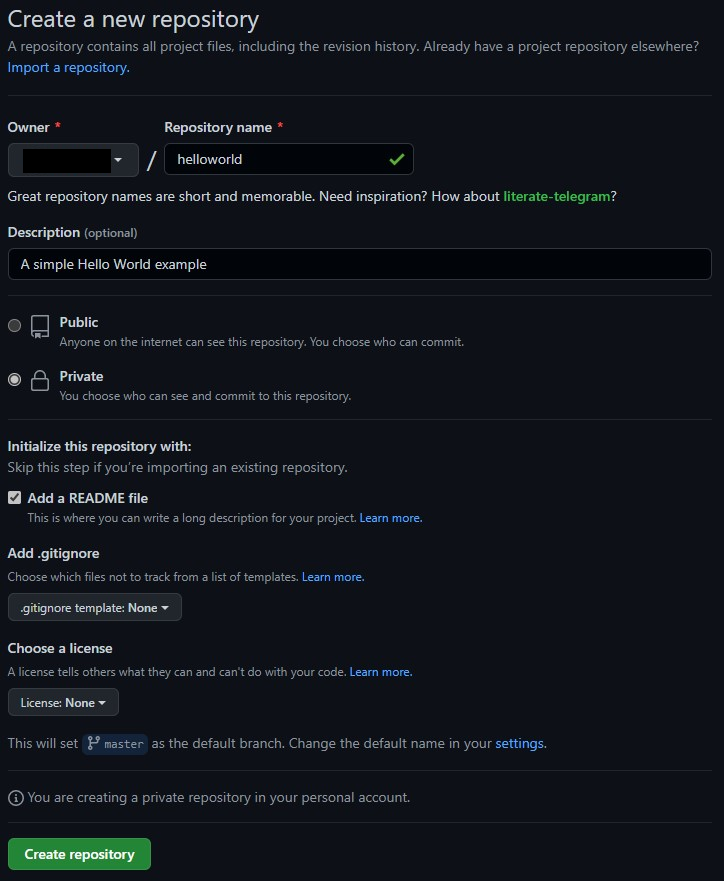 Create a new repository
A repository contains all project files, including the revision history. Already have a project repository elsewhere?
Import a repository.
Owner * Repository name *
/ helloworld
Great repository names are short and memorable. Need inspiration? How about literate-telegram?
Description (optional)
A simple Hello World example
Public
Anyone on the internet can see this repository. You choose who can commit.
Private
You choose who can see and commit to this repository.
Initialize this repository with:
Skip this step if you're importing an existing repository.
Add a README file
This is where you can write a long description for your project. Learn more.
Add .gitignore
Choose which files not to track from a list of templates. Learn more.
.gitignore template: None
Choose a license
A license tells others what they can and can't do with your code. Learn more.
License: None
This will set master as the default branch. Change the default name in your settings.
You are creating a private repository in your personal account.
Create repository